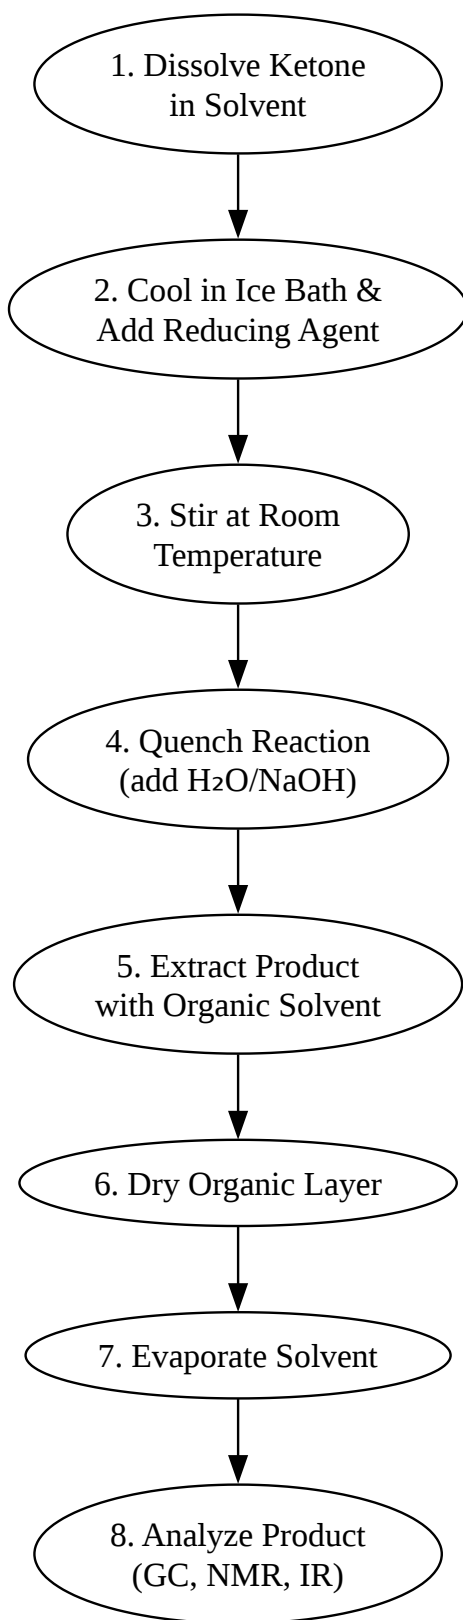 1. Dissolve Ketone
in Solvent
2. Cool in Ice Bath &
Add Reducing Agent
3. Stir at Room
Temperature
4. Quench Reaction
(add H₂O/NaOH)
5. Extract Product
with Organic Solvent
6. Dry Organic Layer
7. Evaporate Solvent
8. Analyze Product
(GC, NMR, IR)